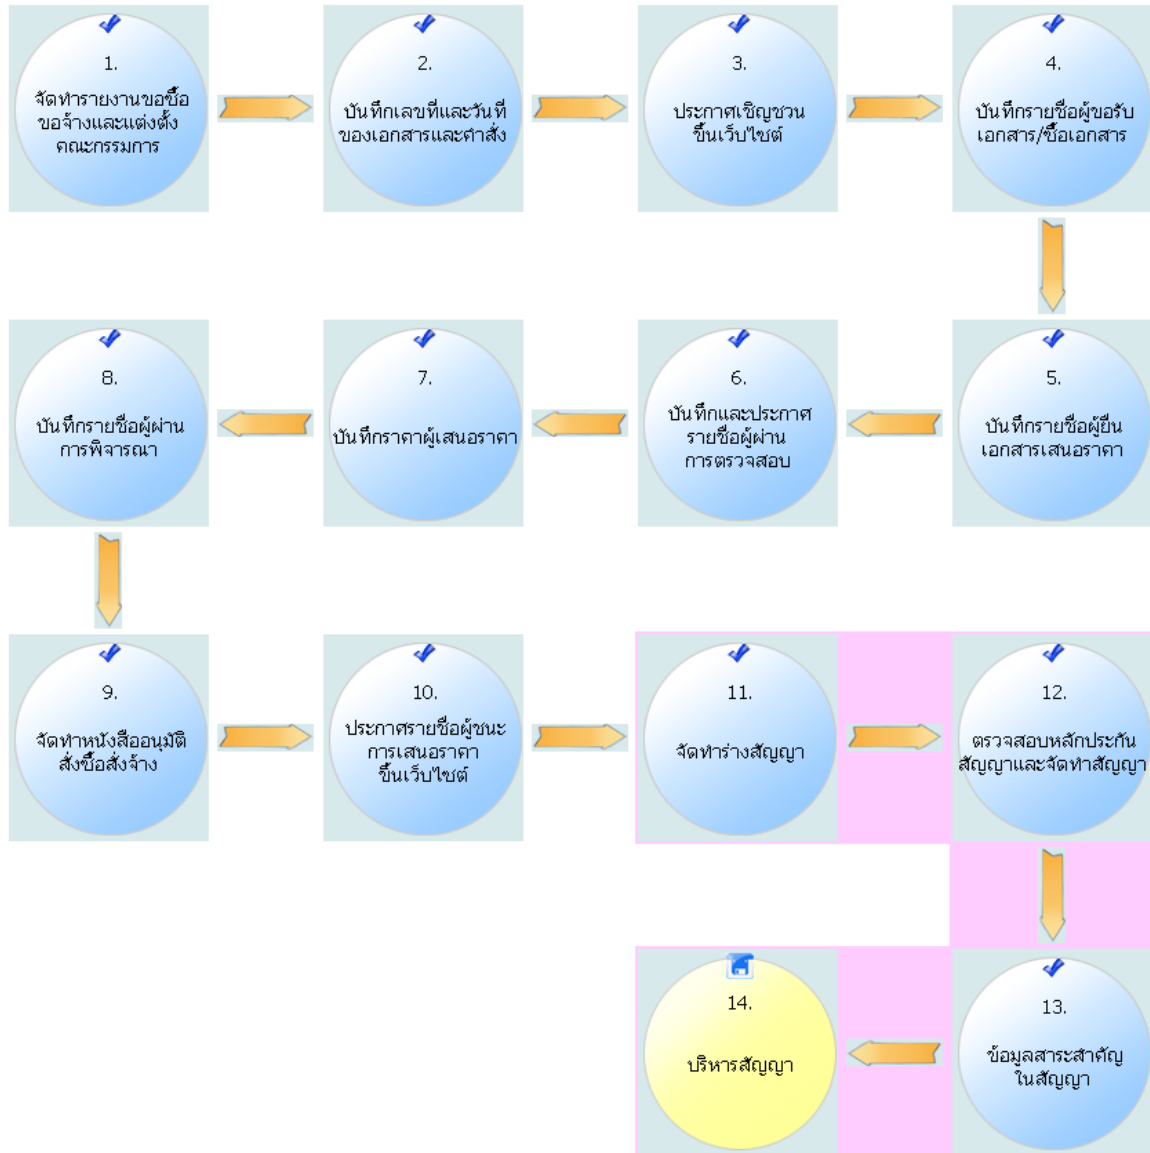 1.
จัดทำรายงานขอซื้อ
ขอจ้างและแต่งตั้ง
คณะกรรมการ
2.
บันทึกเลขที่และวันที่
ของเอกสารและคำสั่ง
3.
ประกาศเชิญชวน
ขึ้นเว็บไซต์
4.
บันทึกรายชื่อผู้ขอรับ
เอกสาร/ซื้อเอกสาร
5.
บันทึกรายชื่อผู้ยื่น
เอกสารเสนอราคา
6.
บันทึกและประกาศ
รายชื่อผู้ผ่าน
การตรวจสอบ
7.
บันทึกราคาผู้เสนอราคา
8.
บันทึกรายชื่อผู้ผ่าน
การพิจารณา
9.
จัดทำหนังสืออนุมัติ
สั่งซื้อสั่งจ้าง
10.
ประกาศรายชื่อผู้ชนะ
การเสนอราคา
ขึ้นเว็บไซต์
11.
จัดทำร่างสัญญา
12.
ตรวจสอบหลักประกัน
สัญญาและจัดทำสัญญา
13.
ข้อมูลสาระสำคัญ
ในสัญญา
14.
บริหารสัญญา